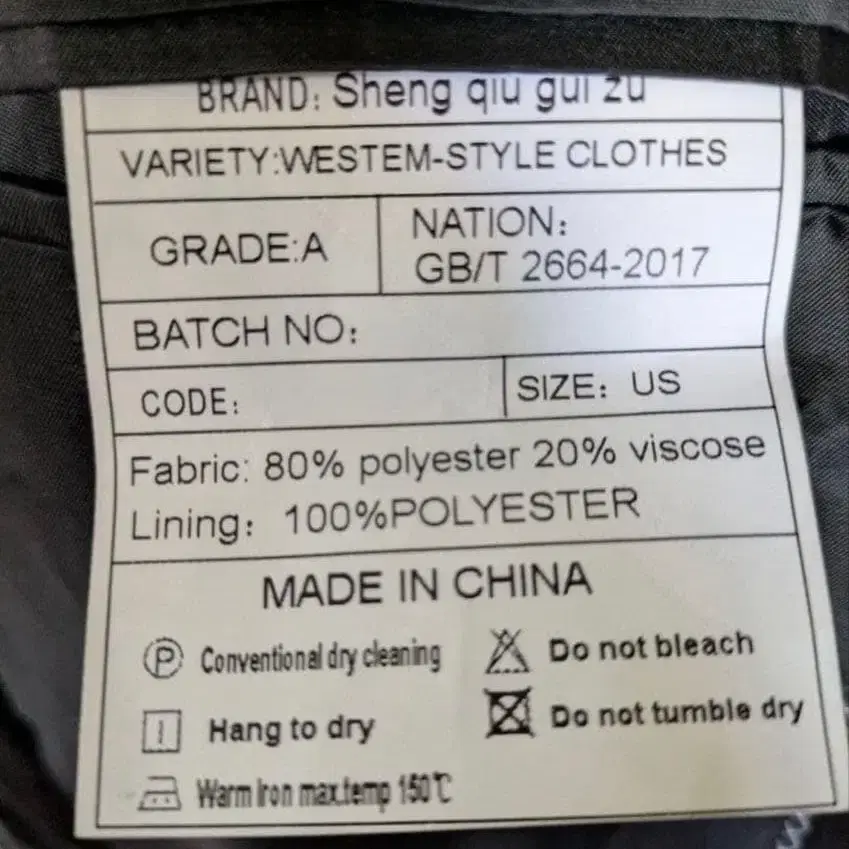 BRAND: Sheng qiu gui zu
VARIETY:WESTEM-STYLE CLOTHES
GRADE:A
NATION:
GB/T 2664-2017
BATCH NO:
CODE:
SIZE: US
Fabric: 80% polyester 20% viscose
Lining: 100%POLYESTER
MADE IN CHINA
P Conventional dry cleaning
Do not bleach
Hang to dry
Do not tumble dry
Warm Iron max.temp 150℃